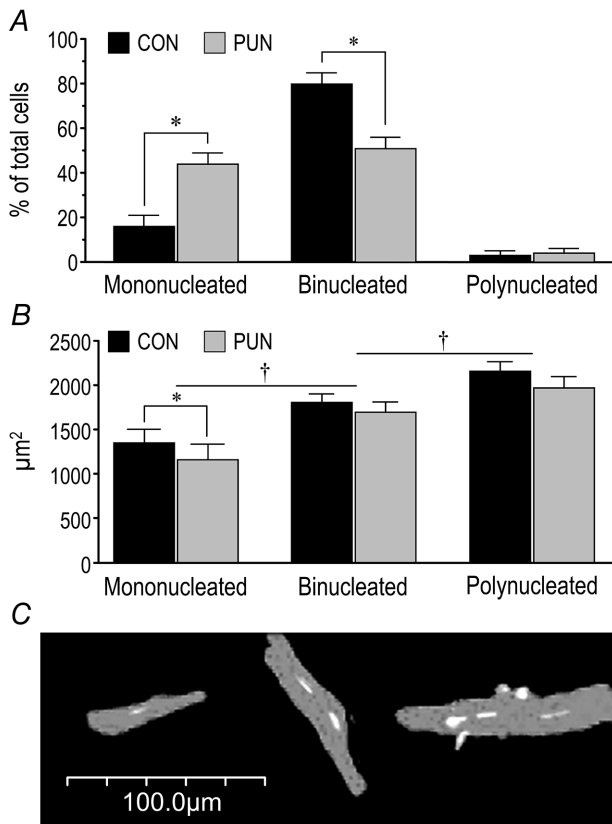 A
CON PUN
% of total cells
100
80
60
40
20
0
*
*
Mononucleated Binucleated Polynucleated
B
CON PUN
µm²
2500
2000
1500
1000
500
0
*
†
†
Mononucleated Binucleated Polynucleated
C
100.0µm